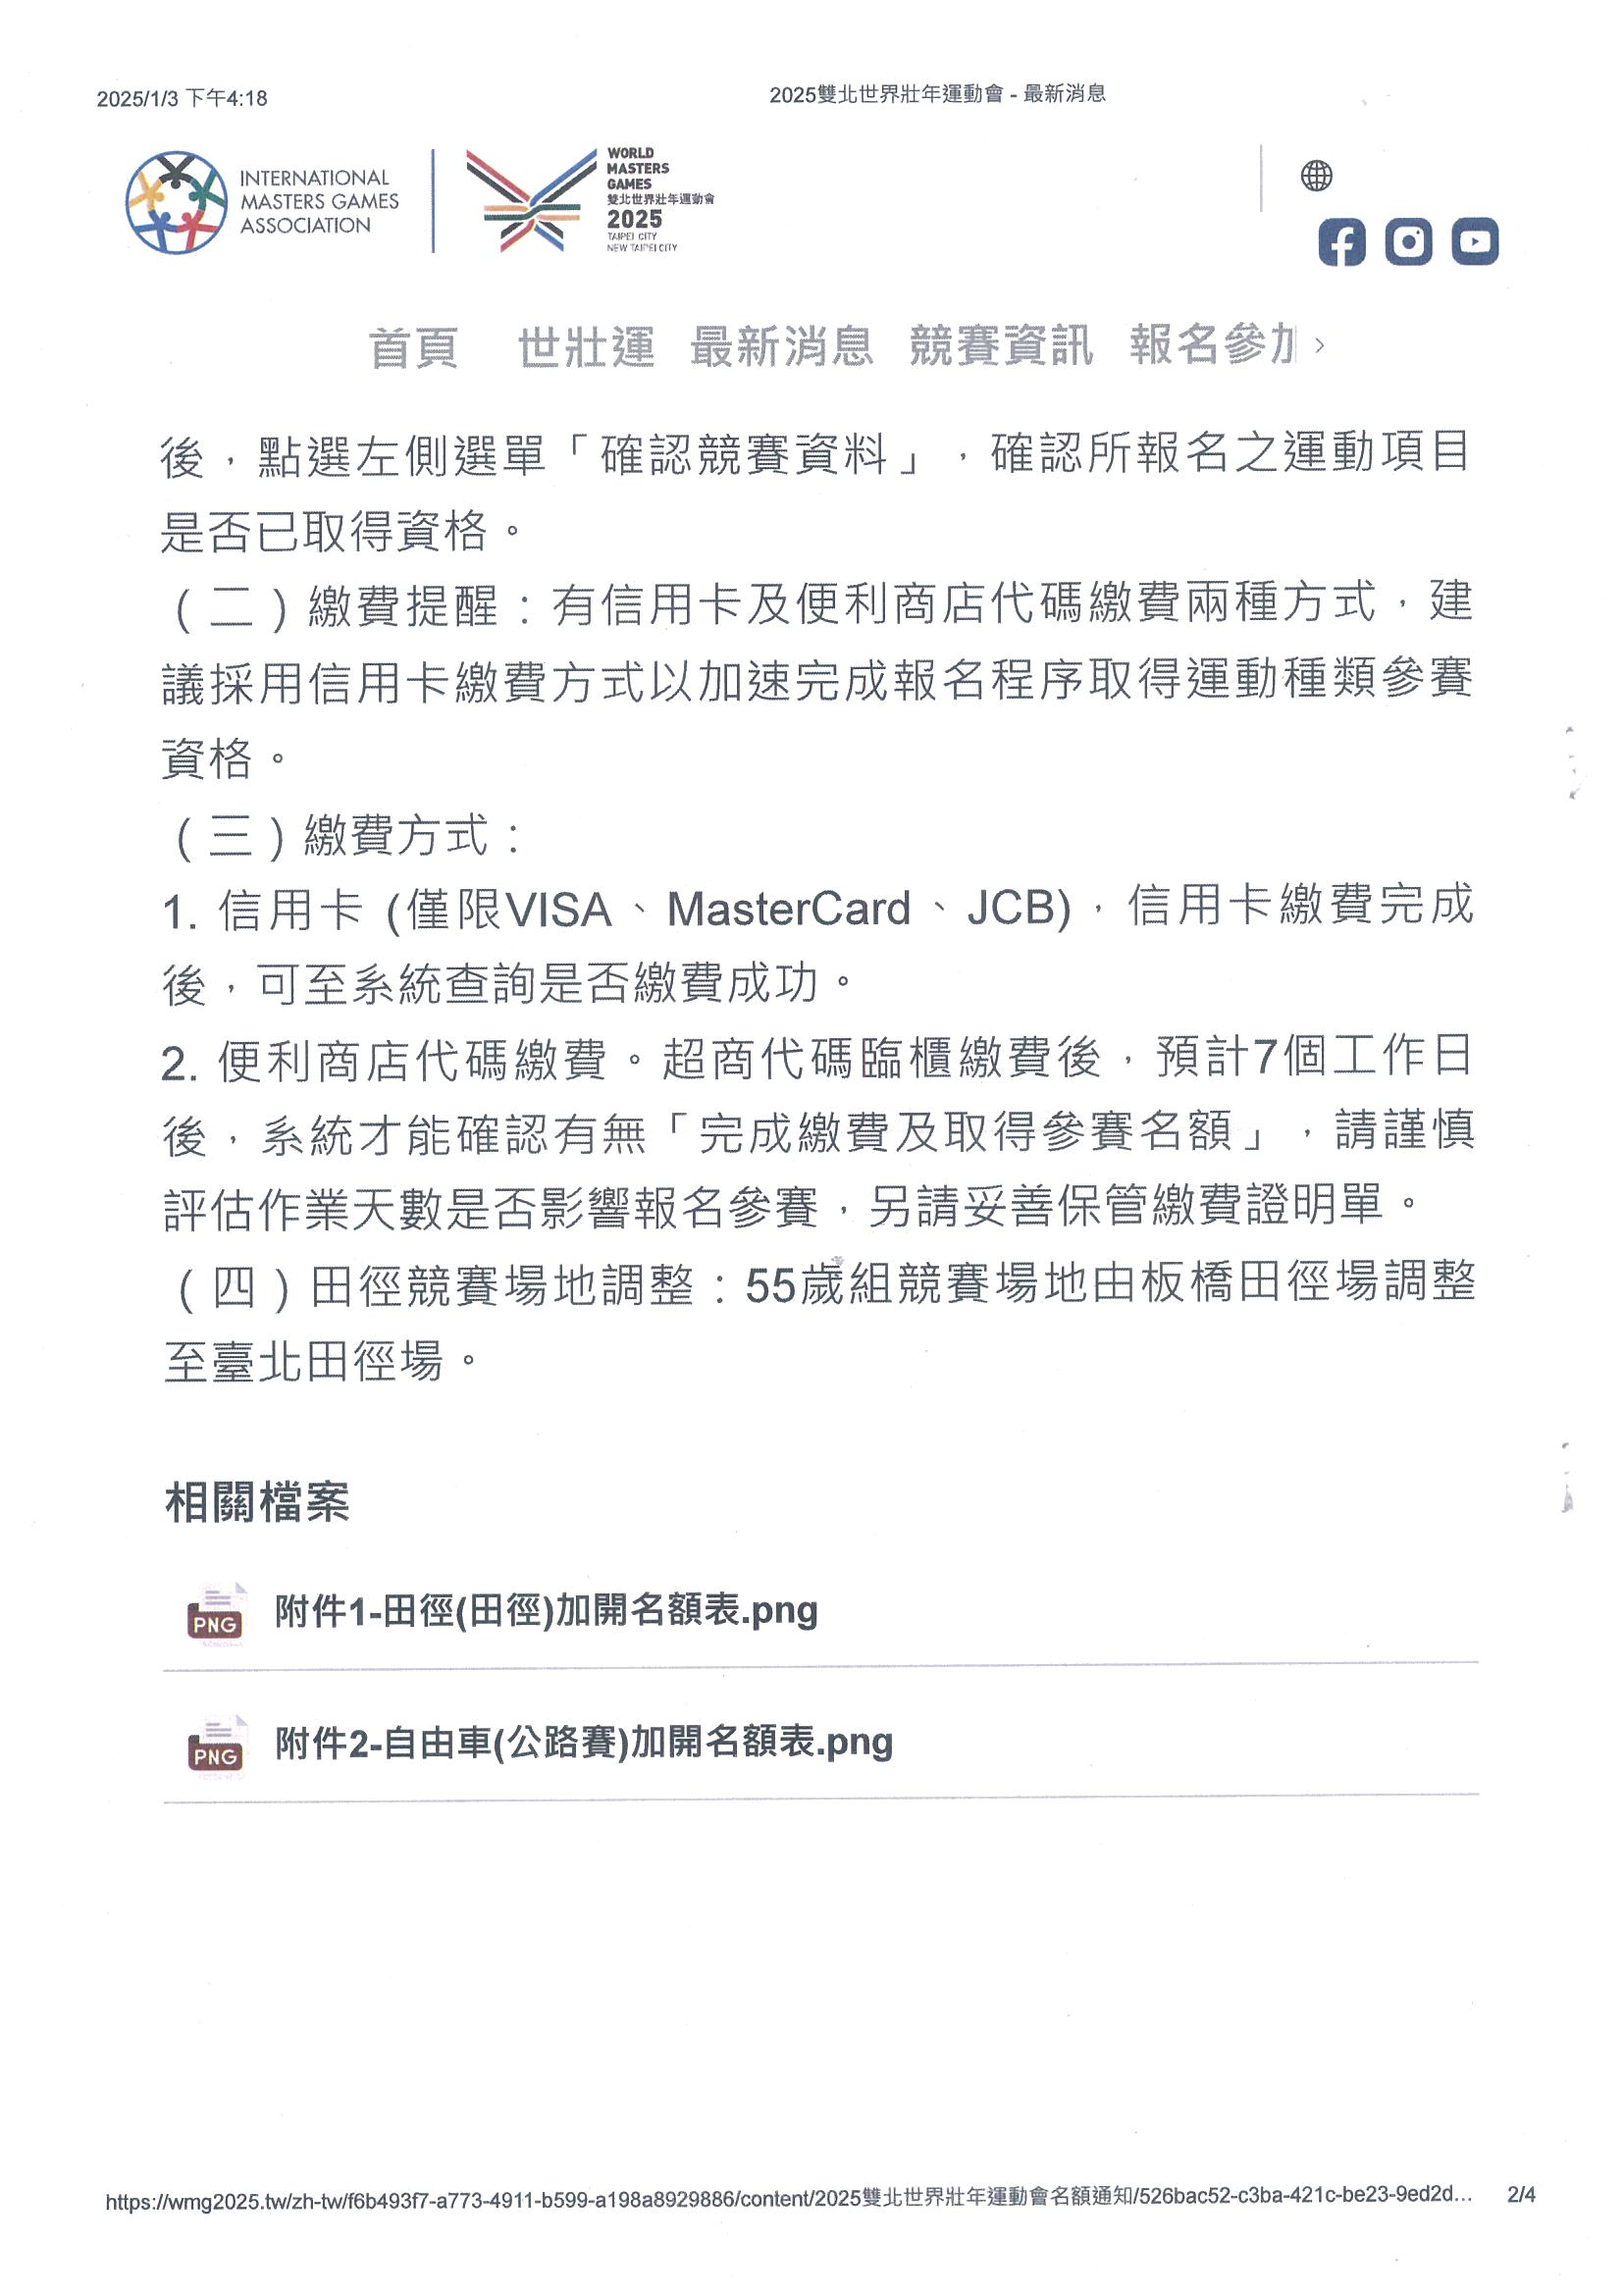 2025/1/3 下午4:18
2025雙北世界壯年運動會 - 最新消息
INTERNATIONAL
MASTERS GAMES
ASSOCIATION
WORLD
MASTERS
GAMES
雙北世界壯年運動會
2025
TAIPEI CITY
NEW TAIPEI CITY
首頁 世壯運 最新消息 競賽資訊 報名參加 >
後，點選左側選單「確認競賽資料」，確認所報名之運動項目
是否已取得資格。
（二）繳費提醒：有信用卡及便利商店代碼繳費兩種方式，建
議採用信用卡繳費方式以加速完成報名程序取得運動種類參賽
資格。
（三）繳費方式：
1. 信用卡 (僅限VISA、MasterCard、JCB)，信用卡繳費完成
後，可至系統查詢是否繳費成功。
2. 便利商店代碼繳費。超商代碼臨櫃繳費後，預計7個工作日
後，系統才能確認有無「完成繳費及取得參賽名額」，請謹慎
評估作業天數是否影響報名參賽，另請妥善保管繳費證明單。
（四）田徑競賽場地調整：55歲組競賽場地由板橋田徑場調整
至臺北田徑場。
相關檔案
PNG 附件1-田徑(田徑)加開名額表.png
PNG 附件2-自由車(公路賽)加開名額表.png
https://wmg2025.tw/zh-tw/f6b493f7-a773-4911-b599-a198a8929886/content/2025雙北世界壯年運動會名額通知/526bac52-c3ba-421c-be23-9ed2d... 2/4